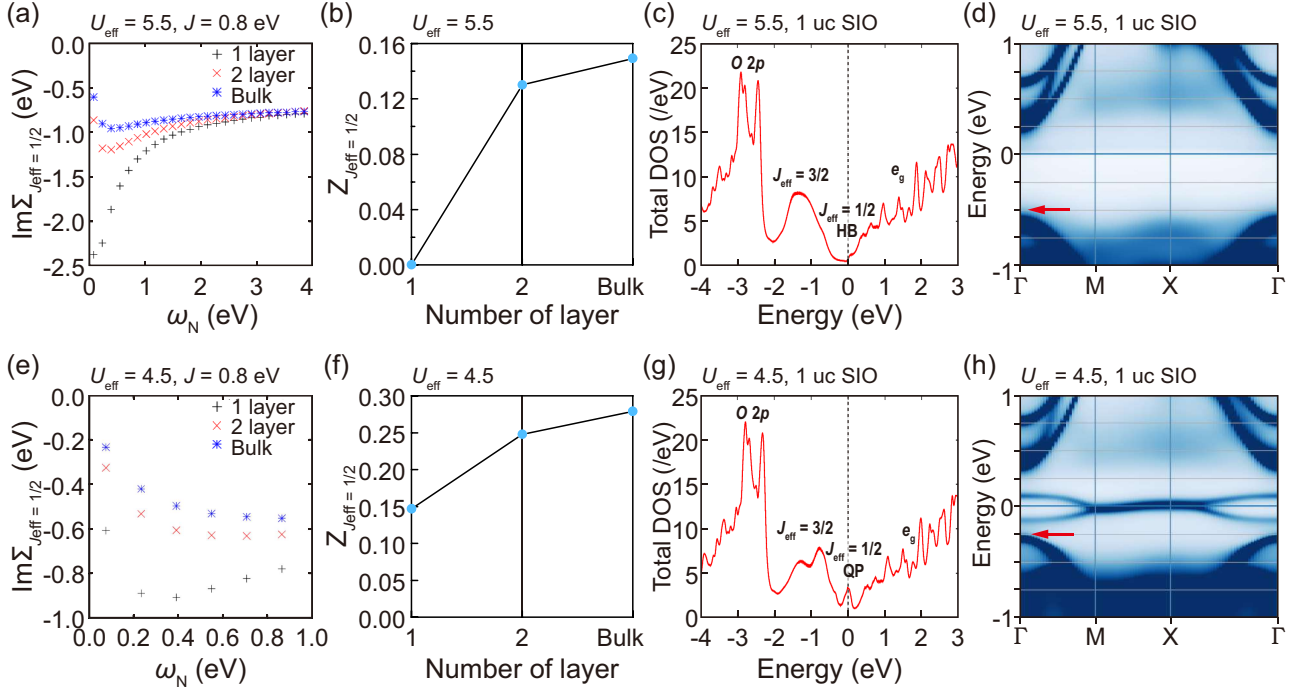 (a)
U_eff = 5.5, J = 0.8 eV
ImΣ_Jeff = 1/2 (eV)
0.0
-0.5
-1.0
-1.5
-2.0
-2.5
0 1 2 3 4
ω_N (eV)
1 layer
2 layer
Bulk
(b)
U_eff = 5.5
Z_Jeff = 1/2
0.16
0.12
0.08
0.04
0.00
1 2 Bulk
Number of layer
(c)
U_eff = 5.5, 1 uc SIO
Total DOS (/eV)
25
20
15
10
5
0
-4 -3 -2 -1 0 1 2 3
Energy (eV)
O 2p
J_eff = 3/2
J_eff = 1/2
HB
e_g
(d)
U_eff = 5.5, 1 uc SIO
Energy (eV)
1
0
-1
Γ M X Γ
(e)
U_eff = 4.5, J = 0.8 eV
ImΣ_Jeff = 1/2 (eV)
0.0
-0.2
-0.4
-0.6
-0.8
-1.0
0.0 0.2 0.4 0.6 0.8 1.0
ω_N (eV)
1 layer
2 layer
Bulk
(f)
U_eff = 4.5
Z_Jeff = 1/2
0.30
0.25
0.20
0.15
0.10
0.05
0.00
1 2 Bulk
Number of layer
(g)
U_eff = 4.5, 1 uc SIO
Total DOS (/eV)
25
20
15
10
5
0
-4 -3 -2 -1 0 1 2 3
Energy (eV)
O 2p
J_eff = 3/2
J_eff = 1/2
QP
e_g
(h)
U_eff = 4.5, 1 uc SIO
Energy (eV)
1
0
-1
Γ M X Γ